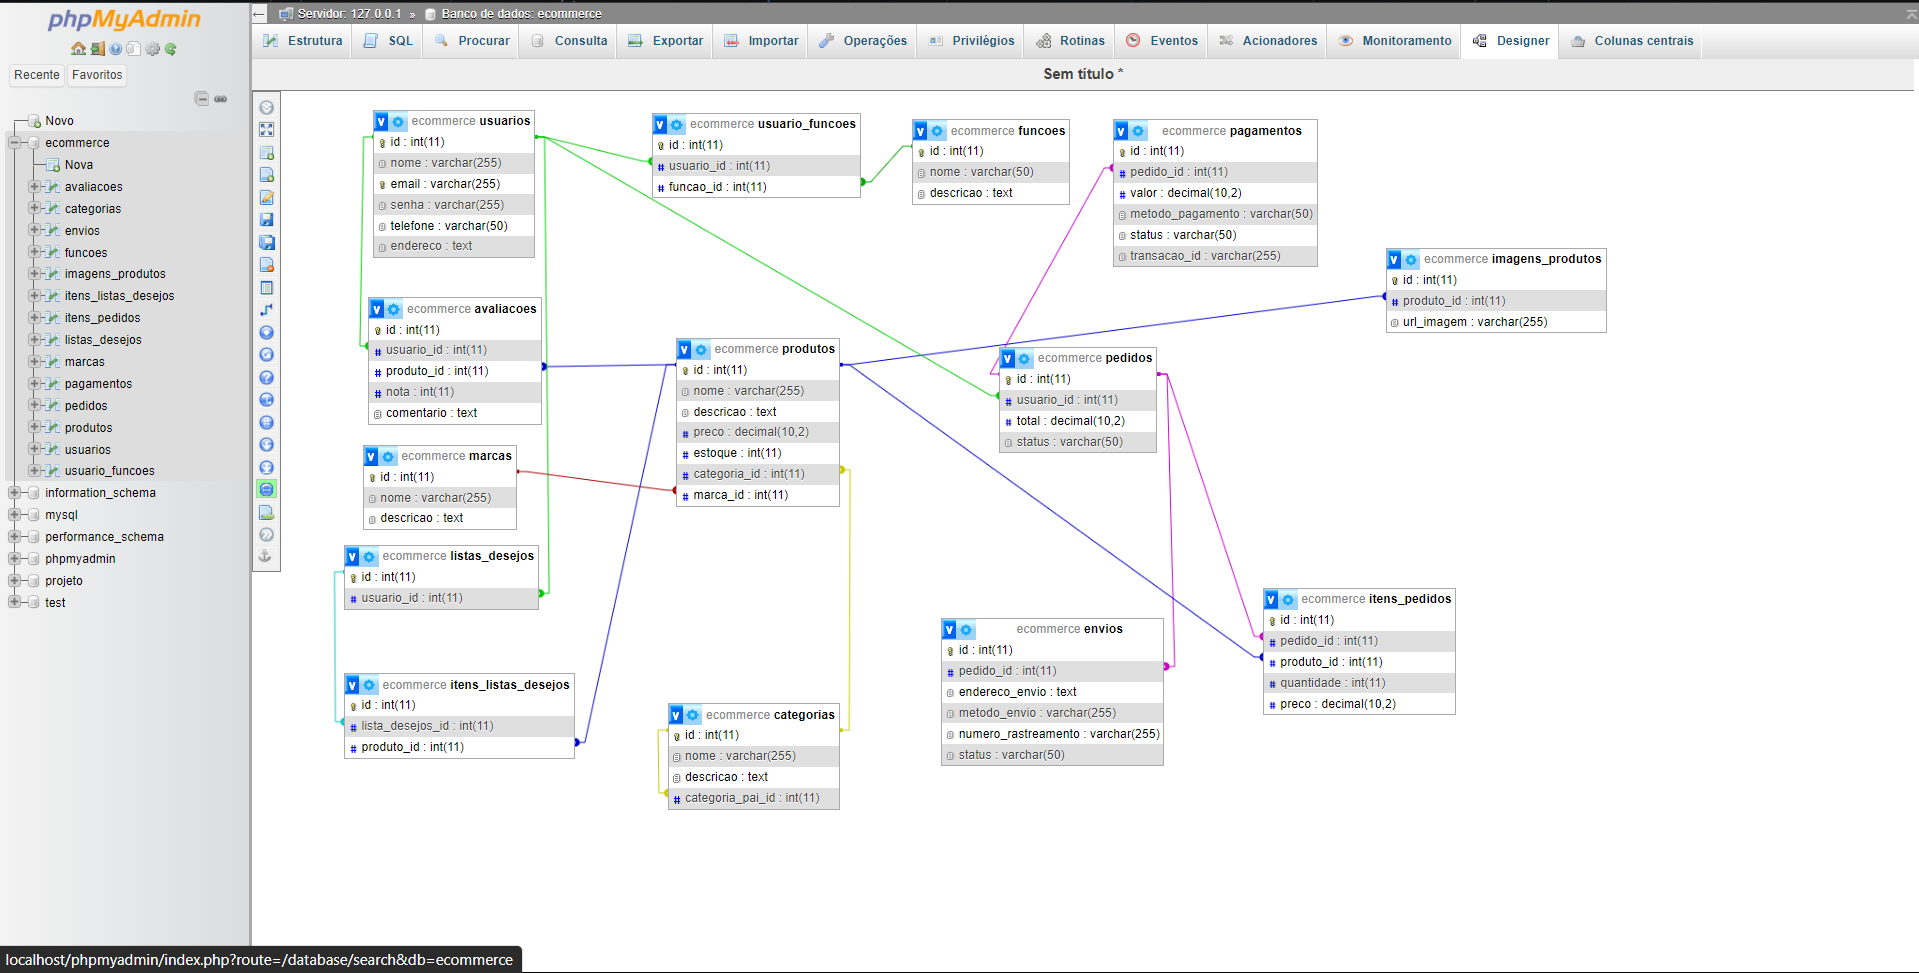 phpMyAdmin
Recente
Favoritos
Novo
ecommerce
Nova
avaliacoes
categorias
envios
funcoes
imagens_produtos
itens_listas_desejos
itens_pedidos
listas_desejos
marcas
pagamentos
pedidos
produtos
usuarios
usuario_funcoes
information_schema
mysql
performance_schema
phpmyadmin
projeto
test
Servidor: 127.0.0.1 » Banco de dados: ecommerce
Estrutura
SQL
Procurar
Consulta
Exportar
Importar
Operações
Privilégios
Rotinas
Eventos
Acionadores
Monitoramento
Designer
Colunas centrais
Sem título *
V ecommerce usuarios
id : int(11)
nome : varchar(255)
email : varchar(255)
senha : varchar(255)
telefone : varchar(50)
endereco : text
V ecommerce usuario_funcoes
id : int(11)
# usuario_id : int(11)
# funcao_id : int(11)
V ecommerce funcoes
id : int(11)
nome : varchar(50)
descricao : text
V ecommerce pagamentos
id : int(11)
# pedido_id : int(11)
# valor : decimal(10,2)
metodo_pagamento : varchar(50)
status : varchar(50)
transacao_id : varchar(255)
V ecommerce imagens_produtos
id : int(11)
# produto_id : int(11)
url_imagem : varchar(255)
V ecommerce avaliacoes
id : int(11)
# usuario_id : int(11)
# produto_id : int(11)
# nota : int(11)
comentario : text
V ecommerce produtos
id : int(11)
nome : varchar(255)
descricao : text
# preco : decimal(10,2)
# estoque : int(11)
# categoria_id : int(11)
# marca_id : int(11)
V ecommerce pedidos
id : int(11)
# usuario_id : int(11)
# total : decimal(10,2)
status : varchar(50)
V ecommerce marcas
id : int(11)
nome : varchar(255)
descricao : text
V ecommerce listas_desejos
id : int(11)
# usuario_id : int(11)
V ecommerce itens_listas_desejos
id : int(11)
# lista_desejos_id : int(11)
# produto_id : int(11)
V ecommerce categorias
id : int(11)
nome : varchar(255)
descricao : text
# categoria_pai_id : int(11)
V ecommerce envios
id : int(11)
# pedido_id : int(11)
endereco_envio : text
metodo_envio : varchar(255)
numero_rastreamento : varchar(255)
status : varchar(50)
V ecommerce itens_pedidos
id : int(11)
# pedido_id : int(11)
# produto_id : int(11)
# quantidade : int(11)
# preco : decimal(10,2)
localhost/phpmyadmin/index.php?route=/database/search&db=ecommerce